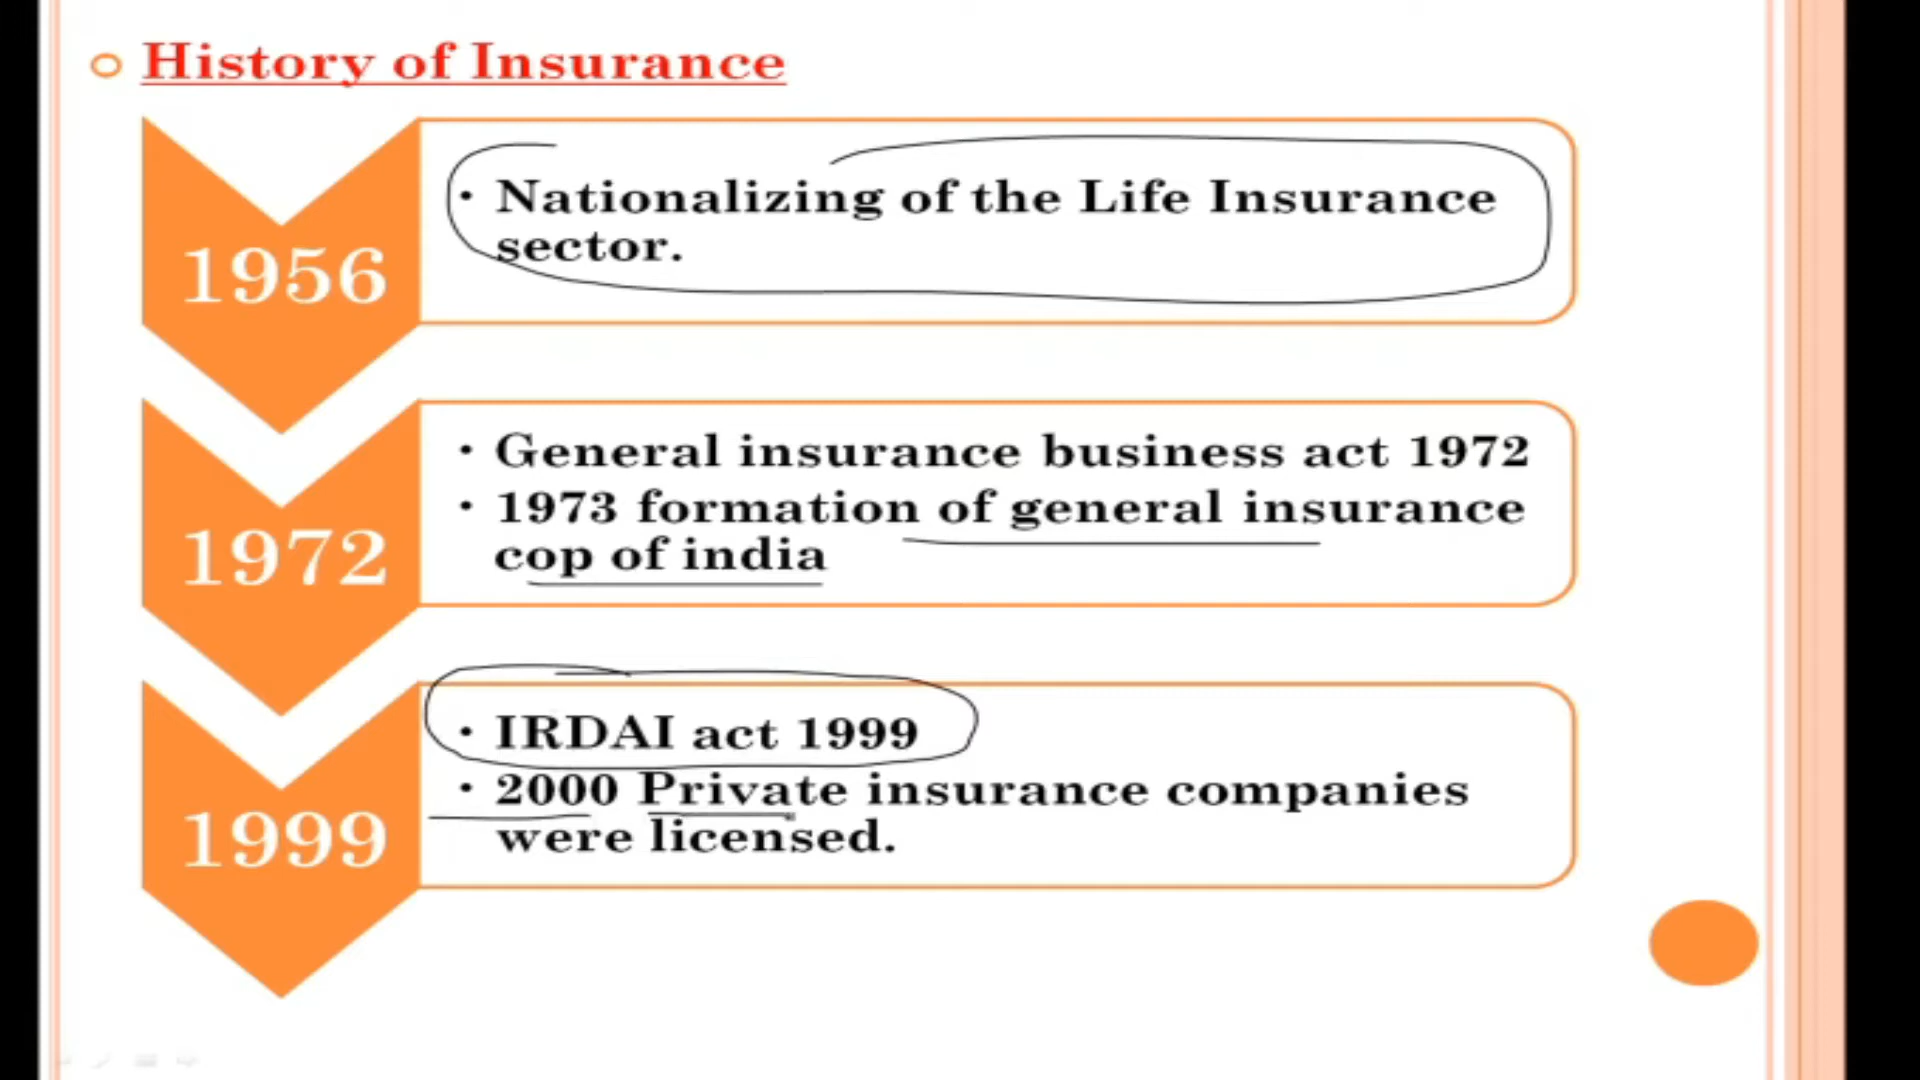 History of Insurance
1956
• Nationalizing of the Life Insurance
sector.
1972
• General insurance business act 1972
• 1973 formation of general insurance
cop of india
1999
• IRDAI act 1999
• 2000 Private insurance companies
were licensed.